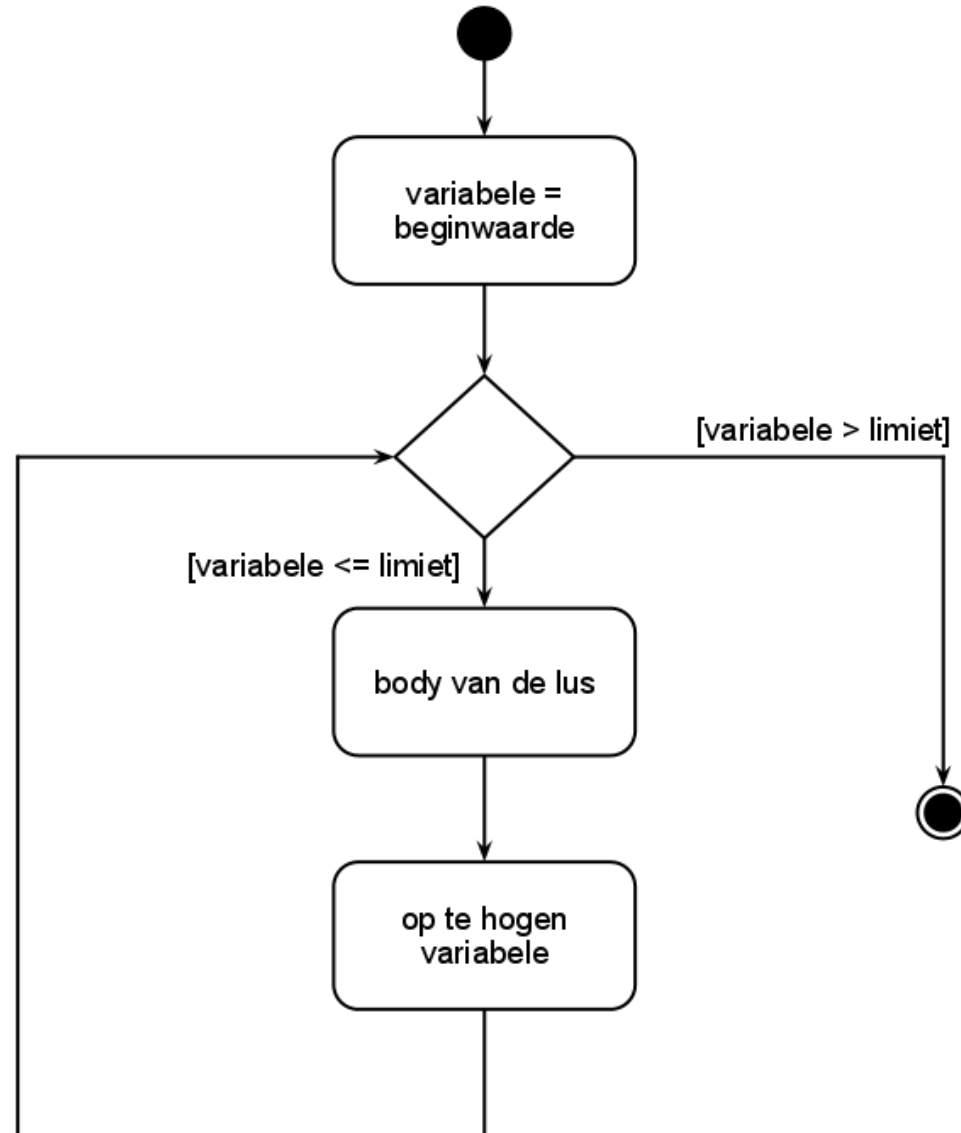 variabele =
beginwaarde
[variabele > limiet]
[variabele <= limiet]
body van de lus
op te hogen
variabele